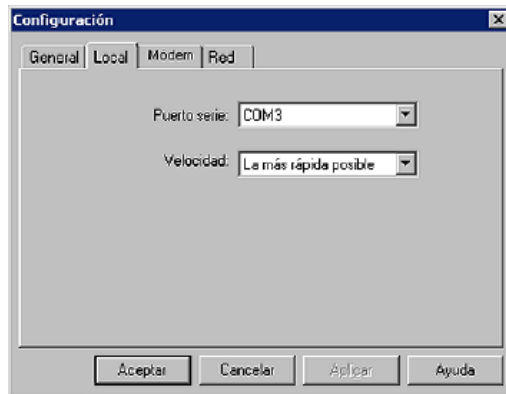 Configuración
General Local Modem Red
Puerto serie: COM3
Velocidad: La más rápida posible
Aceptar Cancelar Aplicar Ayuda